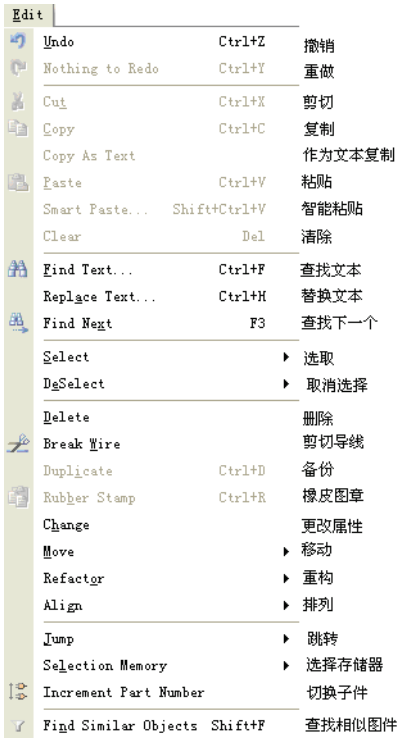 Edit
Undo Ctrl+Z 撤销
Nothing to Redo Ctrl+Y 重做
Cut Ctrl+X 剪切
Copy Ctrl+C 复制
Copy As Text 作为文本复制
Paste Ctrl+V 粘贴
Smart Paste... Shift+Ctrl+V 智能粘贴
Clear Del 清除
Find Text... Ctrl+F 查找文本
Replace Text... Ctrl+H 替换文本
Find Next F3 查找下一个
Select 选取
DeSelect 取消选择
Delete 删除
Break Wire 剪切导线
Duplicate Ctrl+D 备份
Rubber Stamp Ctrl+R 橡皮图章
Change 更改属性
Move 移动
Refactor 重构
Align 排列
Jump 跳转
Selection Memory 选择存储器
Increment Part Number 切换子件
Find Similar Objects Shift+F 查找相似图件